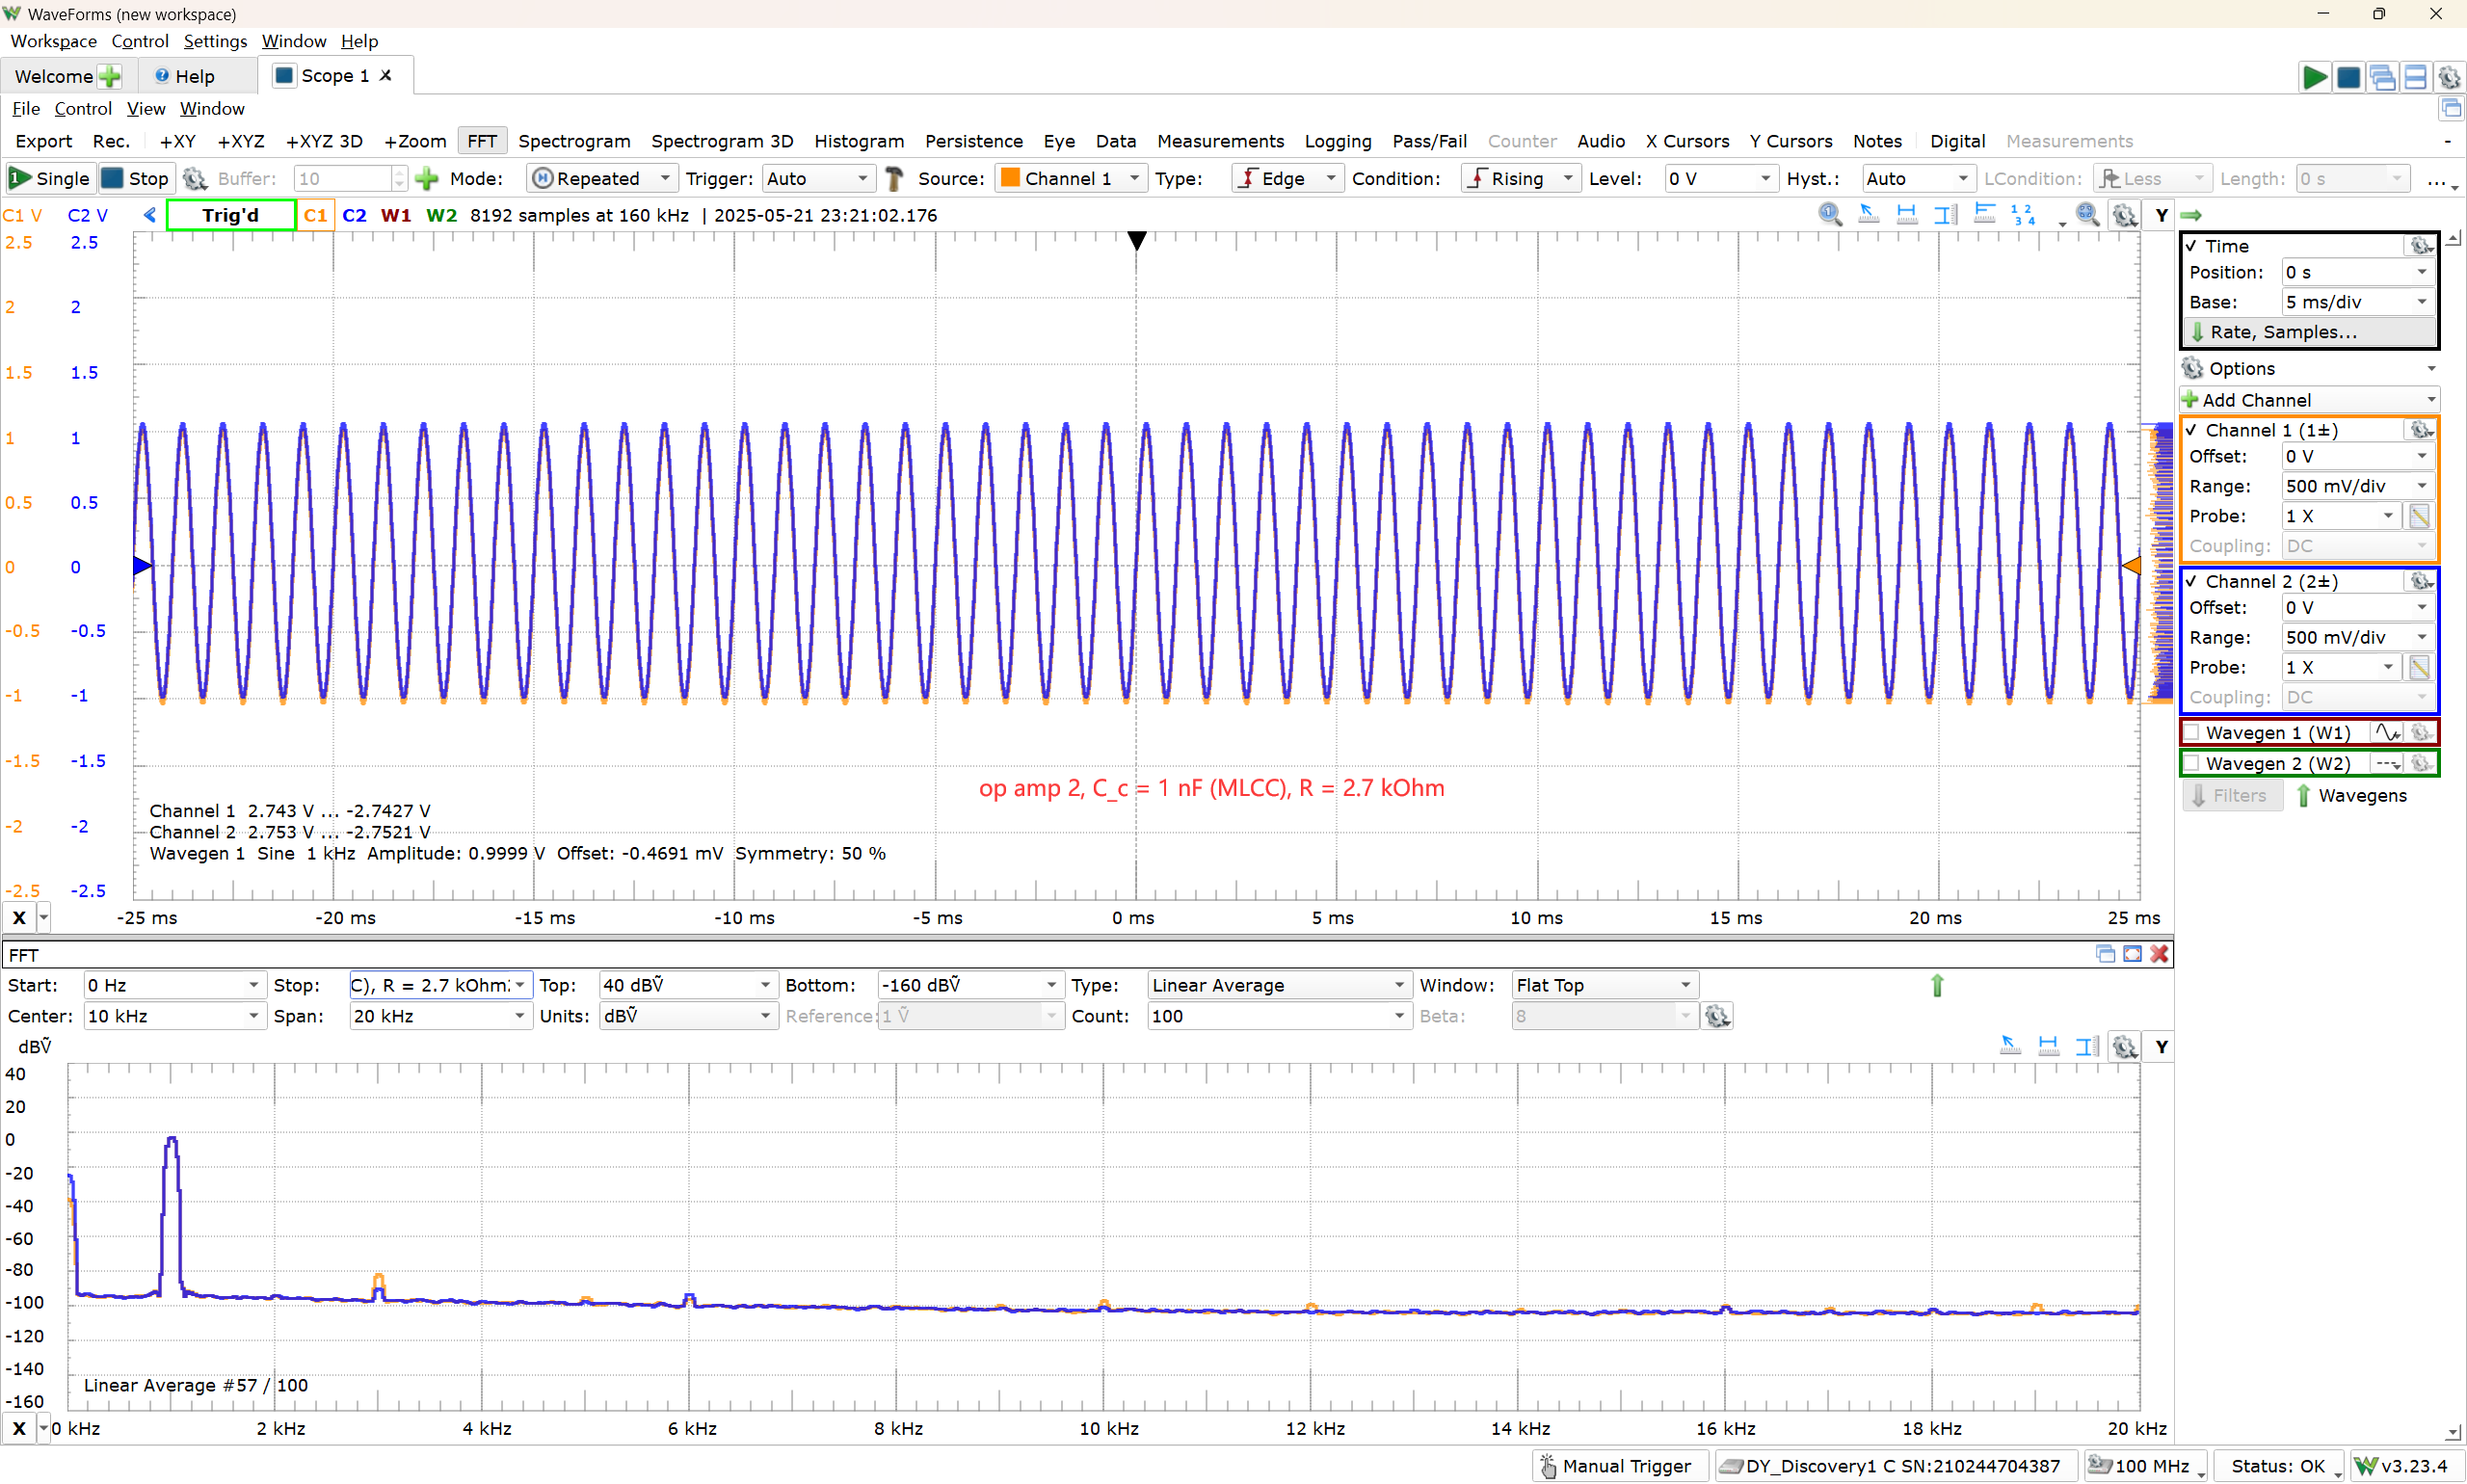 WaveForms (new workspace)
Workspace Control Settings Window Help
Welcome Help Scope 1 X
File Control View Window
Export Rec. +XY +XYZ +XYZ 3D +Zoom FFT Spectrogram Spectrogram 3D Histogram Persistence Eye Data Measurements Logging Pass/Fail Counter Audio X Cursors Y Cursors Notes Digital Measurements -
Single Stop Buffer: 10 Mode: Repeated Trigger: Auto Source: Channel 1 Type: Edge Condition: Rising Level: 0 V Hyst.: Auto LCondition: Less Length: 0 s ...
C1 V C2 V Trig'd C1 C2 W1 W2 8192 samples at 160 kHz | 2025-05-21 23:21:02.176 Y
2.5 2.5
2 2
1.5 1.5
1 1
0.5 0.5
0 0
-0.5 -0.5
-1 -1
-1.5 -1.5
-2 -2
-2.5 -2.5
op amp 2, C_c = 1 nF (MLCC), R = 2.7 kOhm
Channel 1 2.743 V ... -2.7427 V
Channel 2 2.753 V ... -2.7521 V
Wavegen 1 Sine 1 kHz Amplitude: 0.9999 V Offset: -0.4691 mV Symmetry: 50 %
X -25 ms -20 ms -15 ms -10 ms -5 ms 0 ms 5 ms 10 ms 15 ms 20 ms 25 ms
Time
Position: 0 s
Base: 5 ms/div
Rate, Samples...
Options
Add Channel
Channel 1 (1±)
Offset: 0 V
Range: 500 mV/div
Probe: 1 X
Coupling: DC
Channel 2 (2±)
Offset: 0 V
Range: 500 mV/div
Probe: 1 X
Coupling: DC
Wavegen 1 (W1)
Wavegen 2 (W2)
Filters Wavegens
FFT
Start: 0 Hz Stop: C), R = 2.7 kOhm: Top: 40 dBṼ Bottom: -160 dBṼ Type: Linear Average Window: Flat Top
Center: 10 kHz Span: 20 kHz Units: dBṼ Reference: 1 Ṽ Count: 100 Beta: 8
dBṼ Y
40
20
0
-20
-40
-60
-80
-100
-120
-140
-160
Linear Average #57 / 100
X 0 kHz 2 kHz 4 kHz 6 kHz 8 kHz 10 kHz 12 kHz 14 kHz 16 kHz 18 kHz 20 kHz
Manual Trigger DY_Discovery1 C SN:210244704387 100 MHz Status: OK v3.23.4